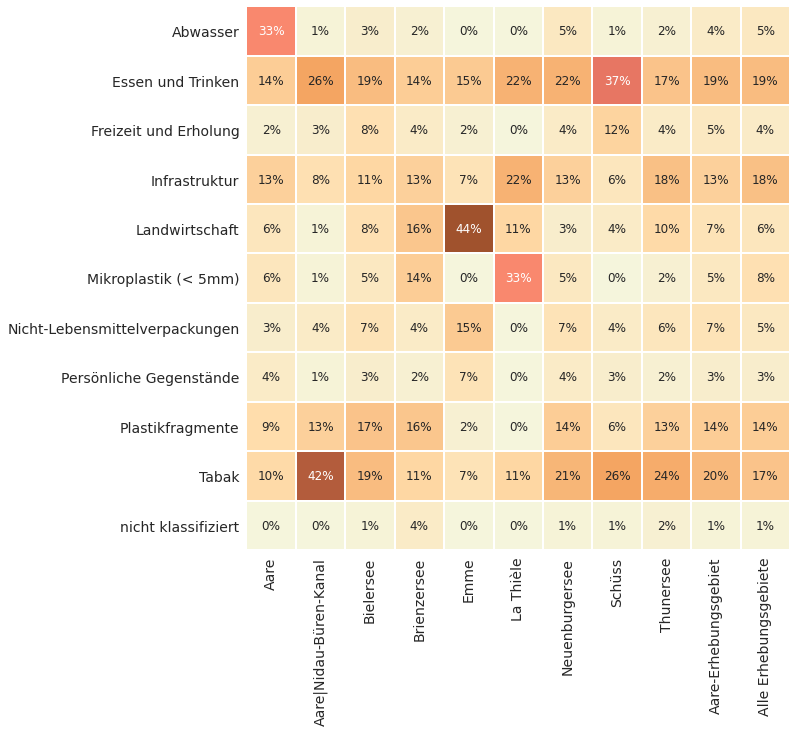 Abwasser 33% 1% 3% 2% 0% 0% 5% 1% 2% 4% 5%
Essen und Trinken 14% 26% 19% 14% 15% 22% 22% 37% 17% 19% 19%
Freizeit und Erholung 2% 3% 8% 4% 2% 0% 4% 12% 4% 5% 4%
Infrastruktur 13% 8% 11% 13% 7% 22% 13% 6% 18% 13% 18%
Landwirtschaft 6% 1% 8% 16% 44% 11% 3% 4% 10% 7% 6%
Mikroplastik (< 5mm) 6% 1% 5% 14% 0% 33% 5% 0% 2% 5% 8%
Nicht-Lebensmittelverpackungen 3% 4% 7% 4% 15% 0% 7% 4% 6% 7% 5%
Persönliche Gegenstände 4% 1% 3% 2% 7% 0% 4% 3% 2% 3% 3%
Plastikfragmente 9% 13% 17% 16% 2% 0% 14% 6% 13% 14% 14%
Tabak 10% 42% 19% 11% 7% 11% 21% 26% 24% 20% 17%
nicht klassifiziert 0% 0% 1% 4% 0% 0% 1% 1% 2% 1% 1%
Aare
Aare|Nidau-Büren-Kanal
Bielersee
Brienzersee
Emme
La Thièle
Neuenburgersee
Schüss
Thunersee
Aare-Erhebungsgebiet
Alle Erhebungsgebiete